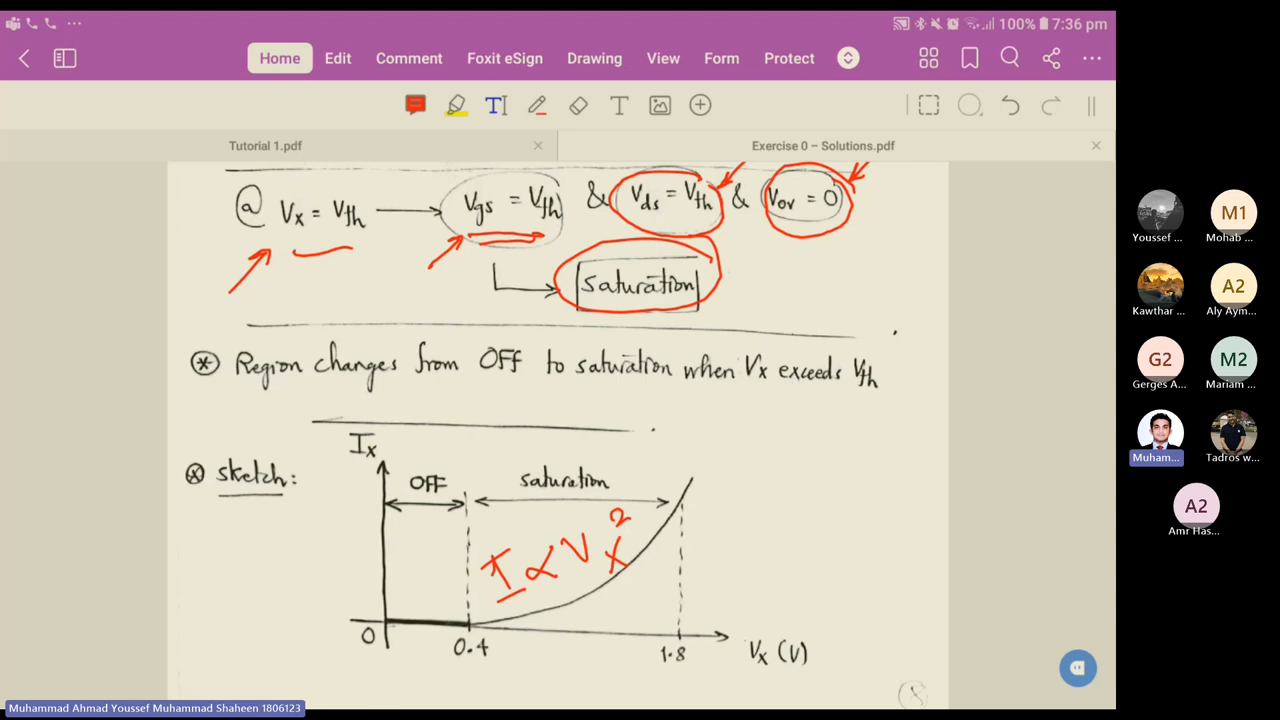 100% 7:36 pm
Home Edit Comment Foxit eSign Drawing View Form Protect
Tutorial 1.pdf
Exercise 0 – Solutions.pdf
@ Vx = Vth → Vgs = Vth & Vds = Vth & Vov = 0
Saturation
Region changes from OFF to saturation when Vx exceeds Vth
Sketch:
Ix
OFF
saturation
I ∝ Vx²
0
0.4
1.8
Vx (V)
Youssef ...
M1
Mohab ...
Kawthar ...
A2
Aly Aym...
G2
Gerges A...
M2
Mariam ...
Muham...
Tadros w...
A2
Amr Has...
Muhammad Ahmad Youssef Muhammad Shaheen 1806123